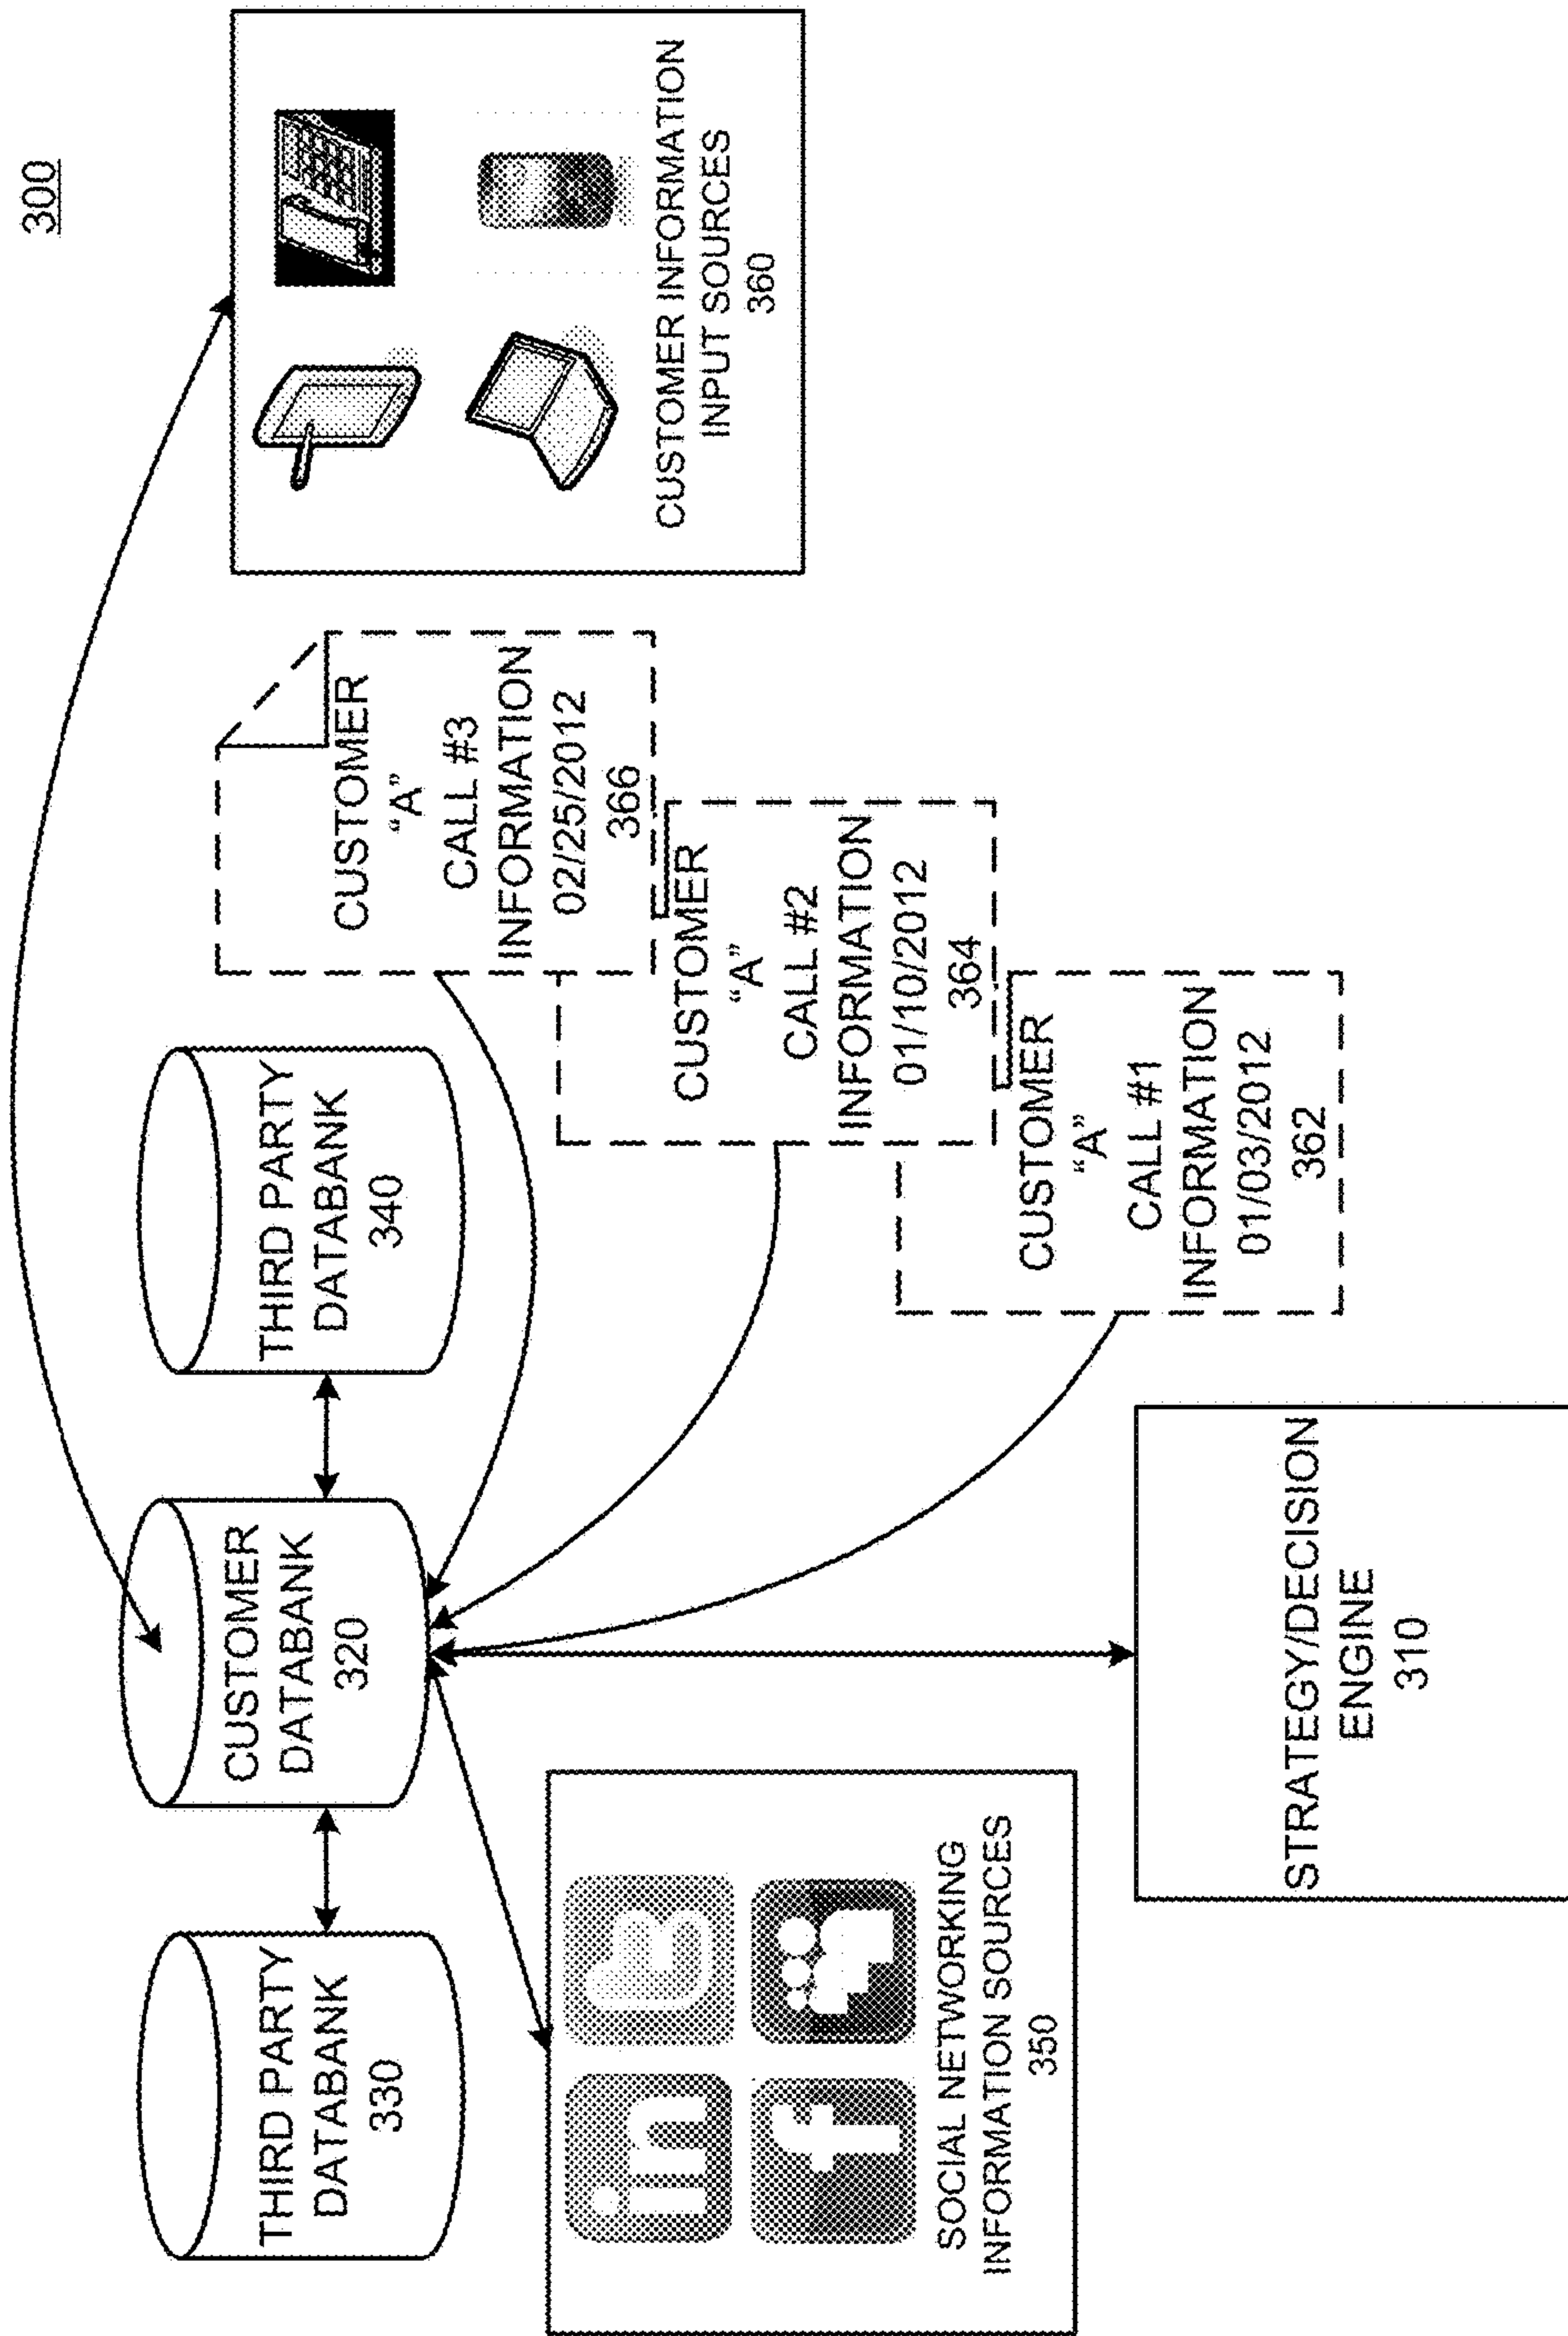 300
THIRD PARTY
DATABANK
330
CUSTOMER
DATABANK
320
THIRD PARTY
DATABANK
340
CUSTOMER
"A"
CALL #3
INFORMATION
02/25/2012
366
CUSTOMER
"A"
CALL #2
INFORMATION
01/10/2012
364
CUSTOMER
"A"
CALL #1
INFORMATION
01/03/2012
362
CUSTOMER INFORMATION
INPUT SOURCES
360
in
t
f
SOCIAL NETWORKING
INFORMATION SOURCES
350
STRATEGY/DECISION
ENGINE
310